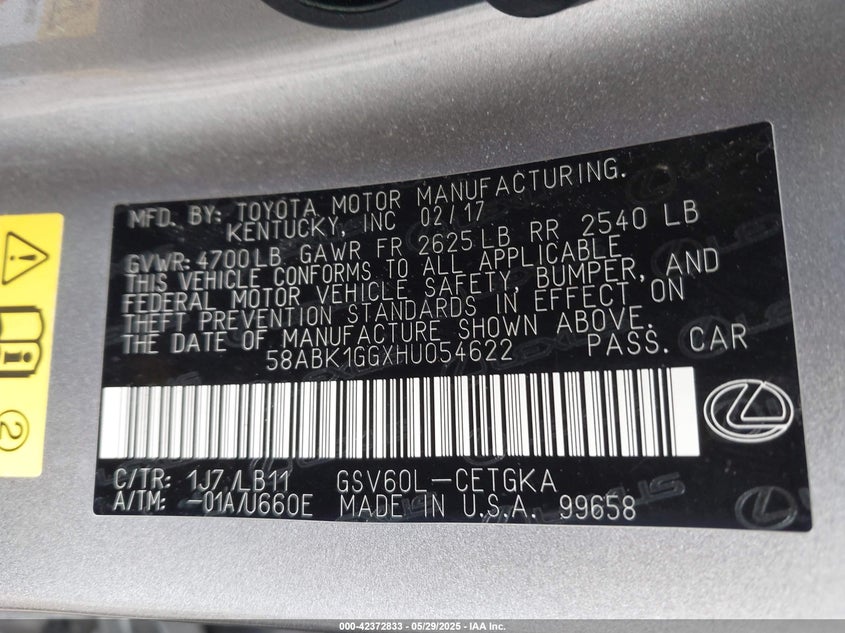 MFD. BY: TOYOTA MOTOR MANUFACTURING.
KENTUCKY, INC 02/17
GVWR: 4700LB, GAWR FR 2625LB RR 2540 LB
THIS VEHICLE CONFORMS TO ALL APPLICABLE
FEDERAL MOTOR VEHICLE SAFETY, BUMPER, AND
THEFT PREVENTION STANDARDS IN EFFECT ON
THE DATE OF MANUFACTURE SHOWN ABOVE.
58ABK1GGXHU054622 PASS. CAR
C/TR: 1J7 /LB11 GSV60L-CETGKA
A/TM: -01A/U660E MADE IN U.S.A. 99658
2
000-42372833 - 05/29/2025 - IAA Inc.